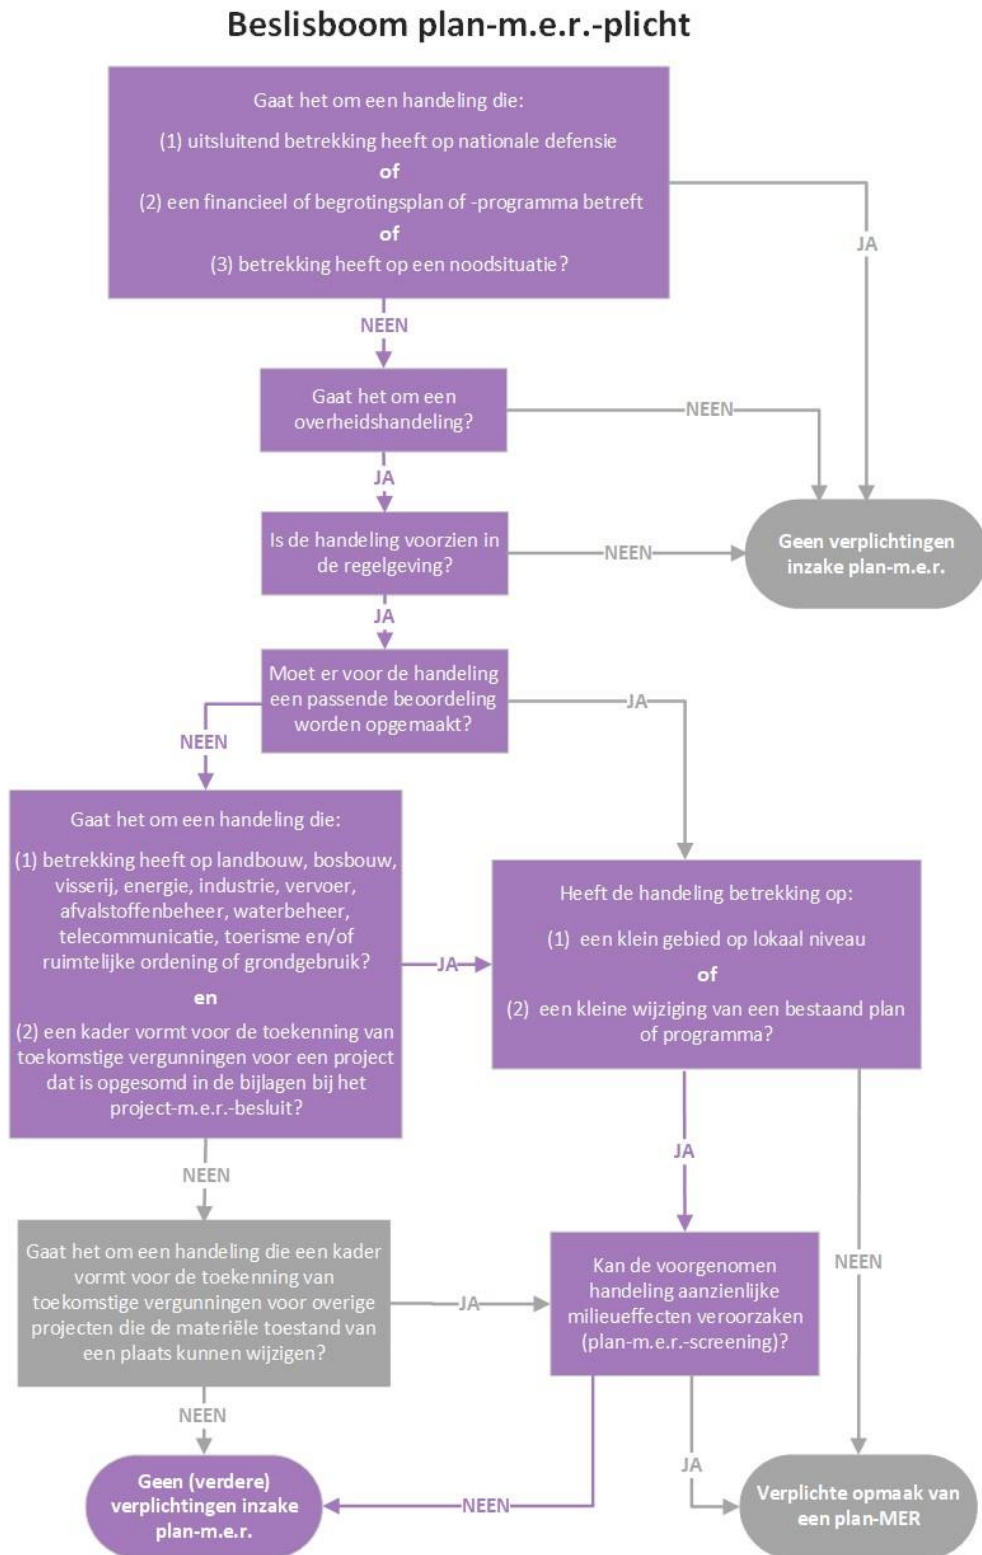 Beslisboom plan-m.e.r.-plicht
Gaat het om een handeling die:
(1) uitsluitend betrekking heeft op nationale defensie
of
(2) een financieel of begrotingsplan of -programma betreft
of
(3) betrekking heeft op een noodsituatie?
JA
NEEN
Gaat het om een
overheidshandeling?
NEEN
JA
Is de handeling voorzien in
de regelgeving?
NEEN
Geen verplichtingen
inzake plan-m.e.r.
JA
Moet er voor de handeling
een passende beoordeling
worden opgemaakt?
JA
NEEN
Gaat het om een handeling die:
(1) betrekking heeft op landbouw, bosbouw,
visserij, energie, industrie, vervoer,
afvalstoffenbeheer, waterbeheer,
telecommunicatie, toerisme en/of
ruimtelijke ordening of grondgebruik?
en
(2) een kader vormt voor de toekenning van
toekomstige vergunningen voor een project
dat is opgesomd in de bijlagen bij het
project-m.e.r.-besluit?
JA
Heeft de handeling betrekking op:
(1) een klein gebied op lokaal niveau
of
(2) een kleine wijziging van een bestaand plan
of programma?
JA
NEEN
NEEN
Gaat het om een handeling die een kader
vormt voor de toekenning van
toekomstige vergunningen voor overige
projecten die de materiële toestand van
een plaats kunnen wijzigen?
JA
Kan de voorgenomen
handeling aanzienlijke
milieueffecten veroorzaken
(plan-m.e.r.-screening)?
NEEN
JA
NEEN
Geen (verdere)
verplichtingen inzake
plan-m.e.r.
Verplichte opmaak van
een plan-MER